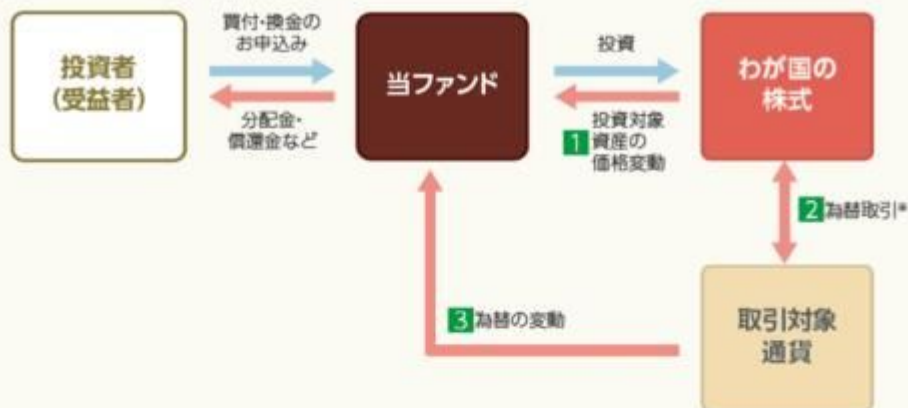 買付・換金の
お申込み
投資者
(受益者)
分配金・
償還金など
当ファンド
投資
1 投資対象
資産の
価格変動
わが国の
株式
2 為替取引*
3 為替の変動
取引対象
通貨